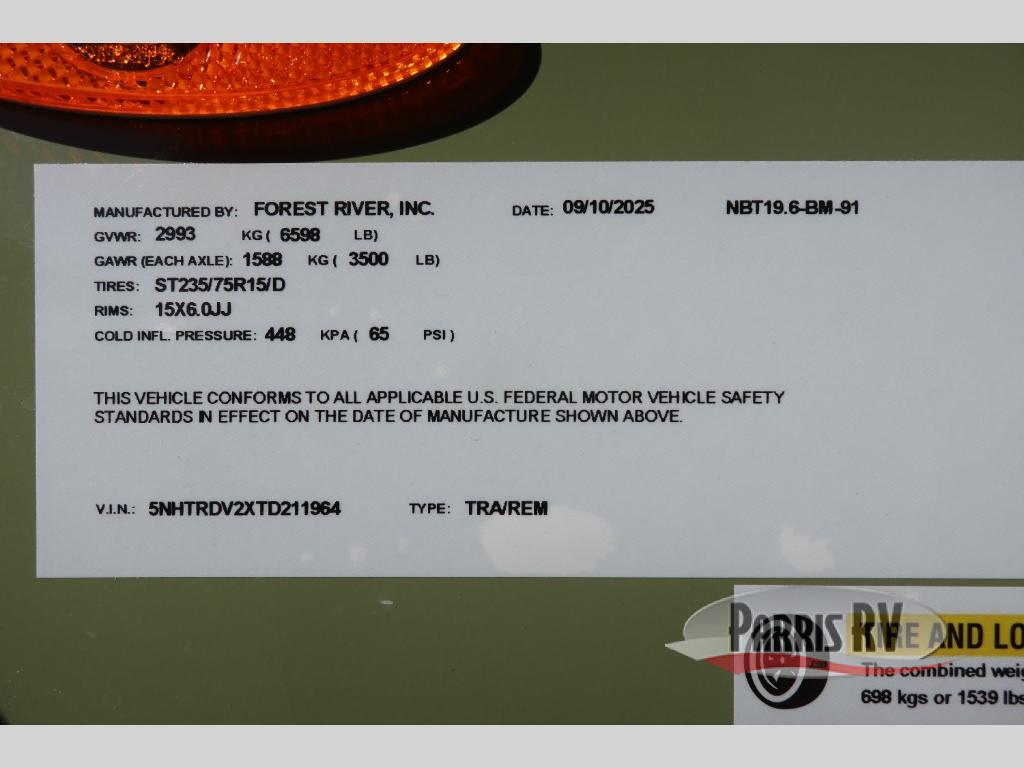 MANUFACTURED BY: FOREST RIVER, INC. DATE: 09/10/2025 NBT19.6-BM-91
GVWR: 2993 KG ( 6598 LB)
GAWR (EACH AXLE): 1588 KG ( 3500 LB)
TIRES: ST235/75R15/D
RIMS: 15X6.0JJ
COLD INFL. PRESSURE: 448 KPA ( 65 PSI )
THIS VEHICLE CONFORMS TO ALL APPLICABLE U.S. FEDERAL MOTOR VEHICLE SAFETY
STANDARDS IN EFFECT ON THE DATE OF MANUFACTURE SHOWN ABOVE.
V.I.N.: 5NHTRDV2XTD211964 TYPE: TRA/REM
PARRIS RV
TIRE AND LO
The combined weig
698 kgs or 1539 lbs